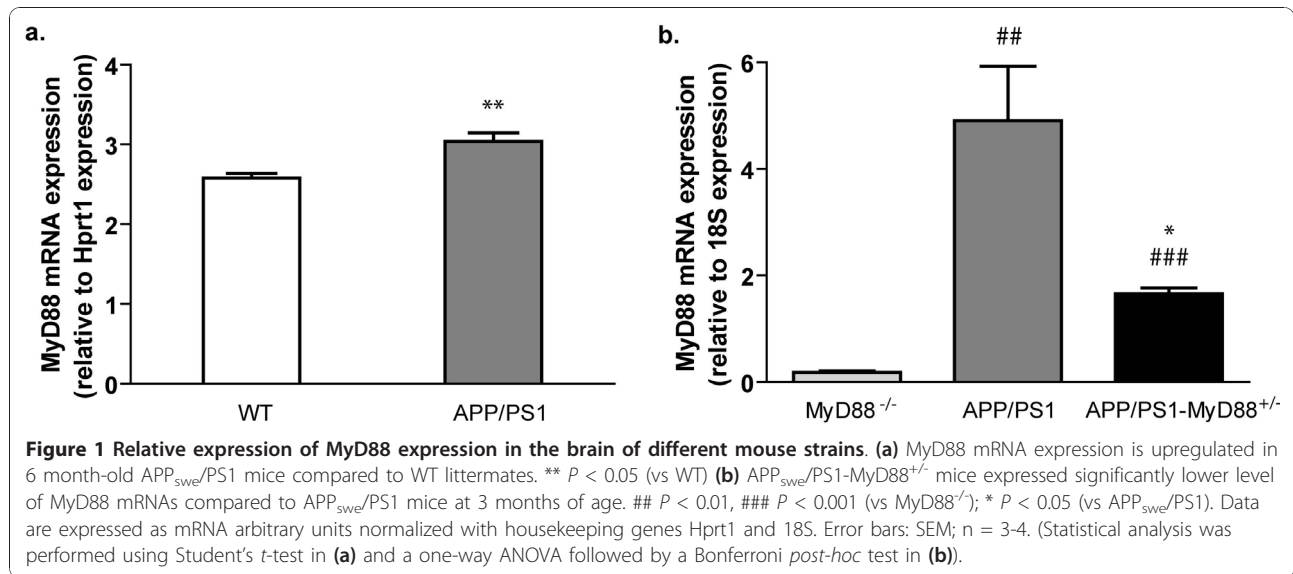 a.
MyD88 mRNA expression
(relative to Hprt1 expression)
4
3
2
1
0
**
WT
APP/PS1
b.
MyD88 mRNA expression
(relative to 18S expression)
6
4
2
0
##
*
###
MyD88 -/-
APP/PS1
APP/PS1-MyD88+/-
Figure 1 Relative expression of MyD88 expression in the brain of different mouse strains. (a) MyD88 mRNA expression is upregulated in
6 month-old APPswe/PS1 mice compared to WT littermates. ** P < 0.05 (vs WT) (b) APPswe/PS1-MyD88+/- mice expressed significantly lower level
of MyD88 mRNAs compared to APPswe/PS1 mice at 3 months of age. ## P < 0.01, ### P < 0.001 (vs MyD88-/-); * P < 0.05 (vs APPswe/PS1). Data
are expressed as mRNA arbitrary units normalized with housekeeping genes Hprt1 and 18S. Error bars: SEM; n = 3-4. (Statistical analysis was
performed using Student's t-test in (a) and a one-way ANOVA followed by a Bonferroni post-hoc test in (b)).